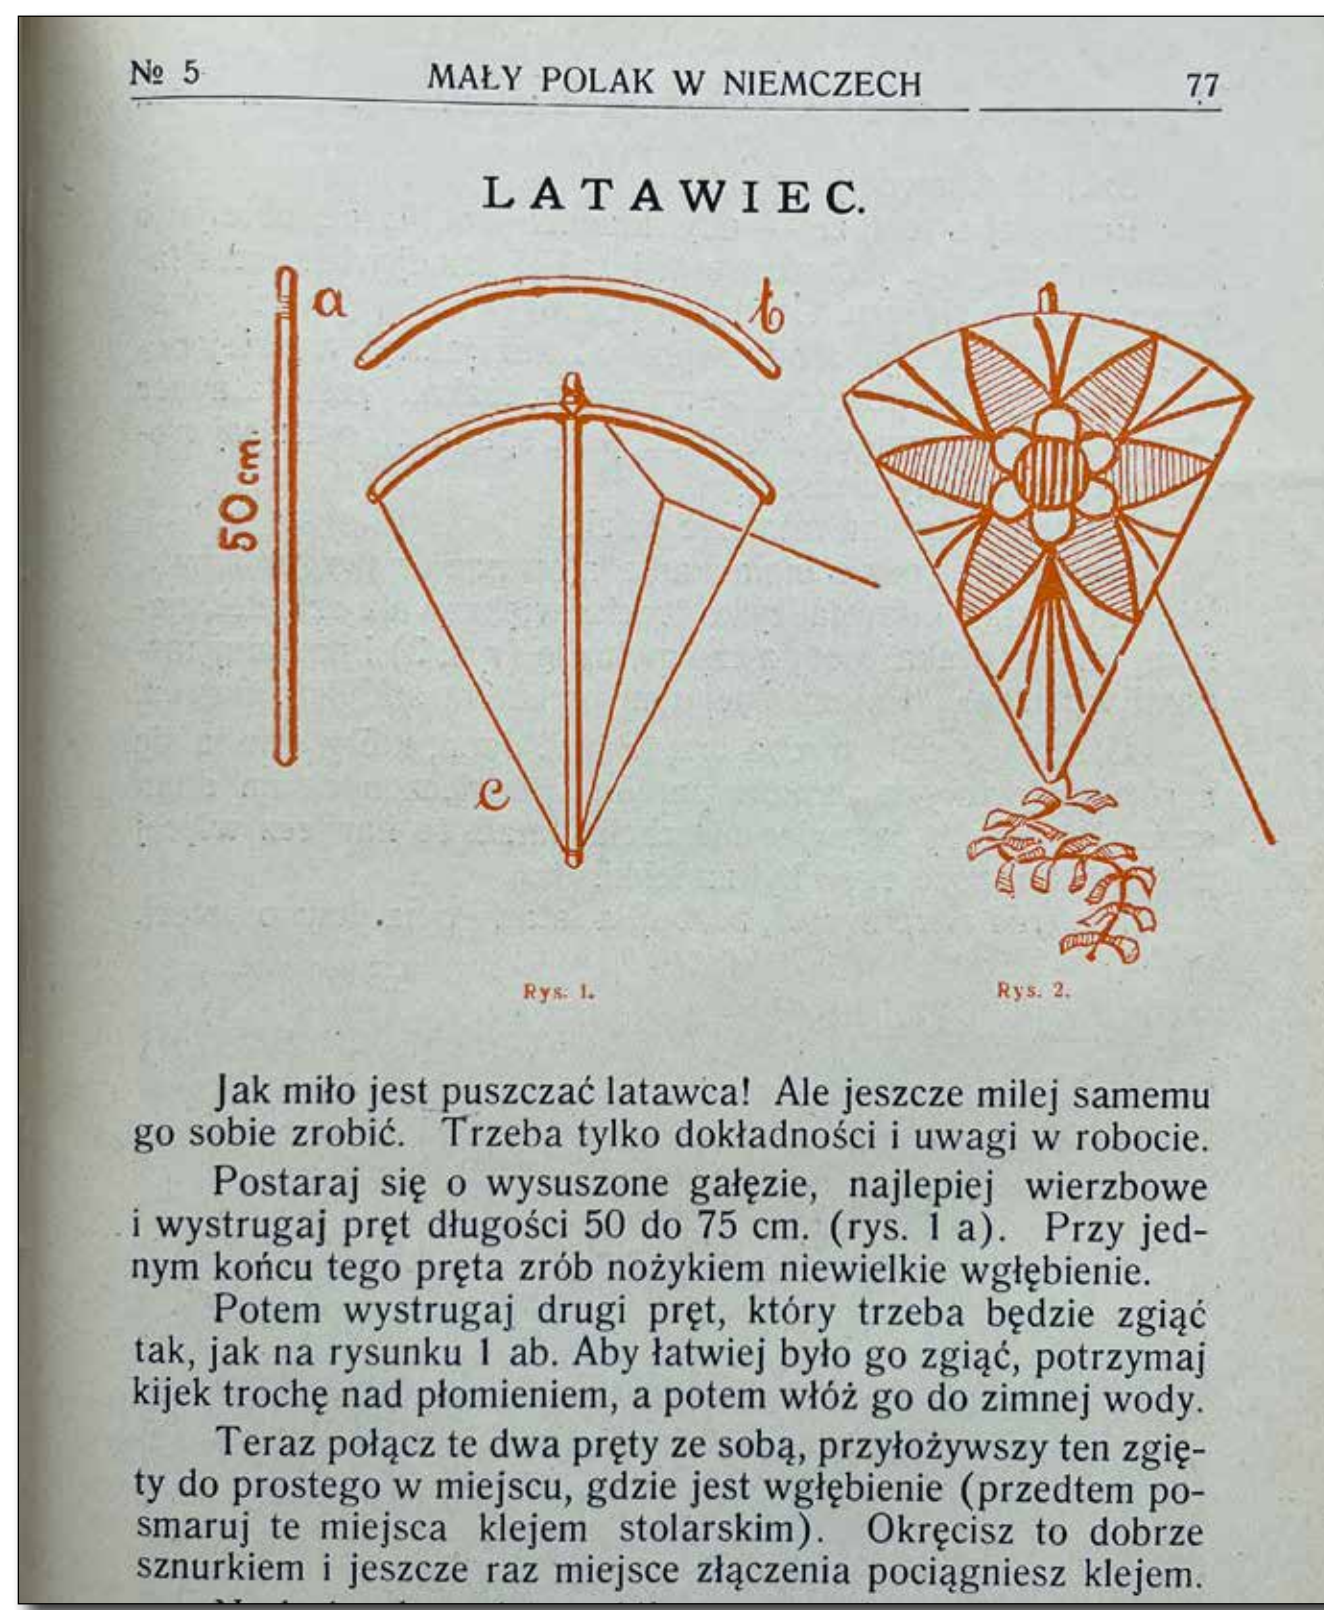 № 5 MAŁY POLAK W NIEMCZECH 77
LATAWIEC.
a
b
50 cm.
c
Rys. 1. Rys. 2.
Jak miło jest puszczać latawca! Ale jeszcze milej samemu
go sobie zrobić. Trzeba tylko dokładności i uwagi w robocie.
Postaraj się o wysuszone gałęzie, najlepiej wierzbowe
i wystrugaj pręt długości 50 do 75 cm. (rys. 1 a). Przy jed-
nym końcu tego pręta zrób nożykiem niewielkie wgłębienie.
Potem wystrugaj drugi pręt, który trzeba będzie zgiąć
tak, jak na rysunku 1 ab. Aby łatwiej było go zgiąć, potrzymaj
kijek trochę nad płomieniem, a potem włóż go do zimnej wody.
Teraz połącz te dwa pręty ze sobą, przyłożywszy ten zgię-
ty do prostego w miejscu, gdzie jest wgłębienie (przedtem po-
smaruj te miejsca klejem stolarskim). Okręcisz to dobrze
sznurkiem i jeszcze raz miejsce złączenia pociągniesz klejem.